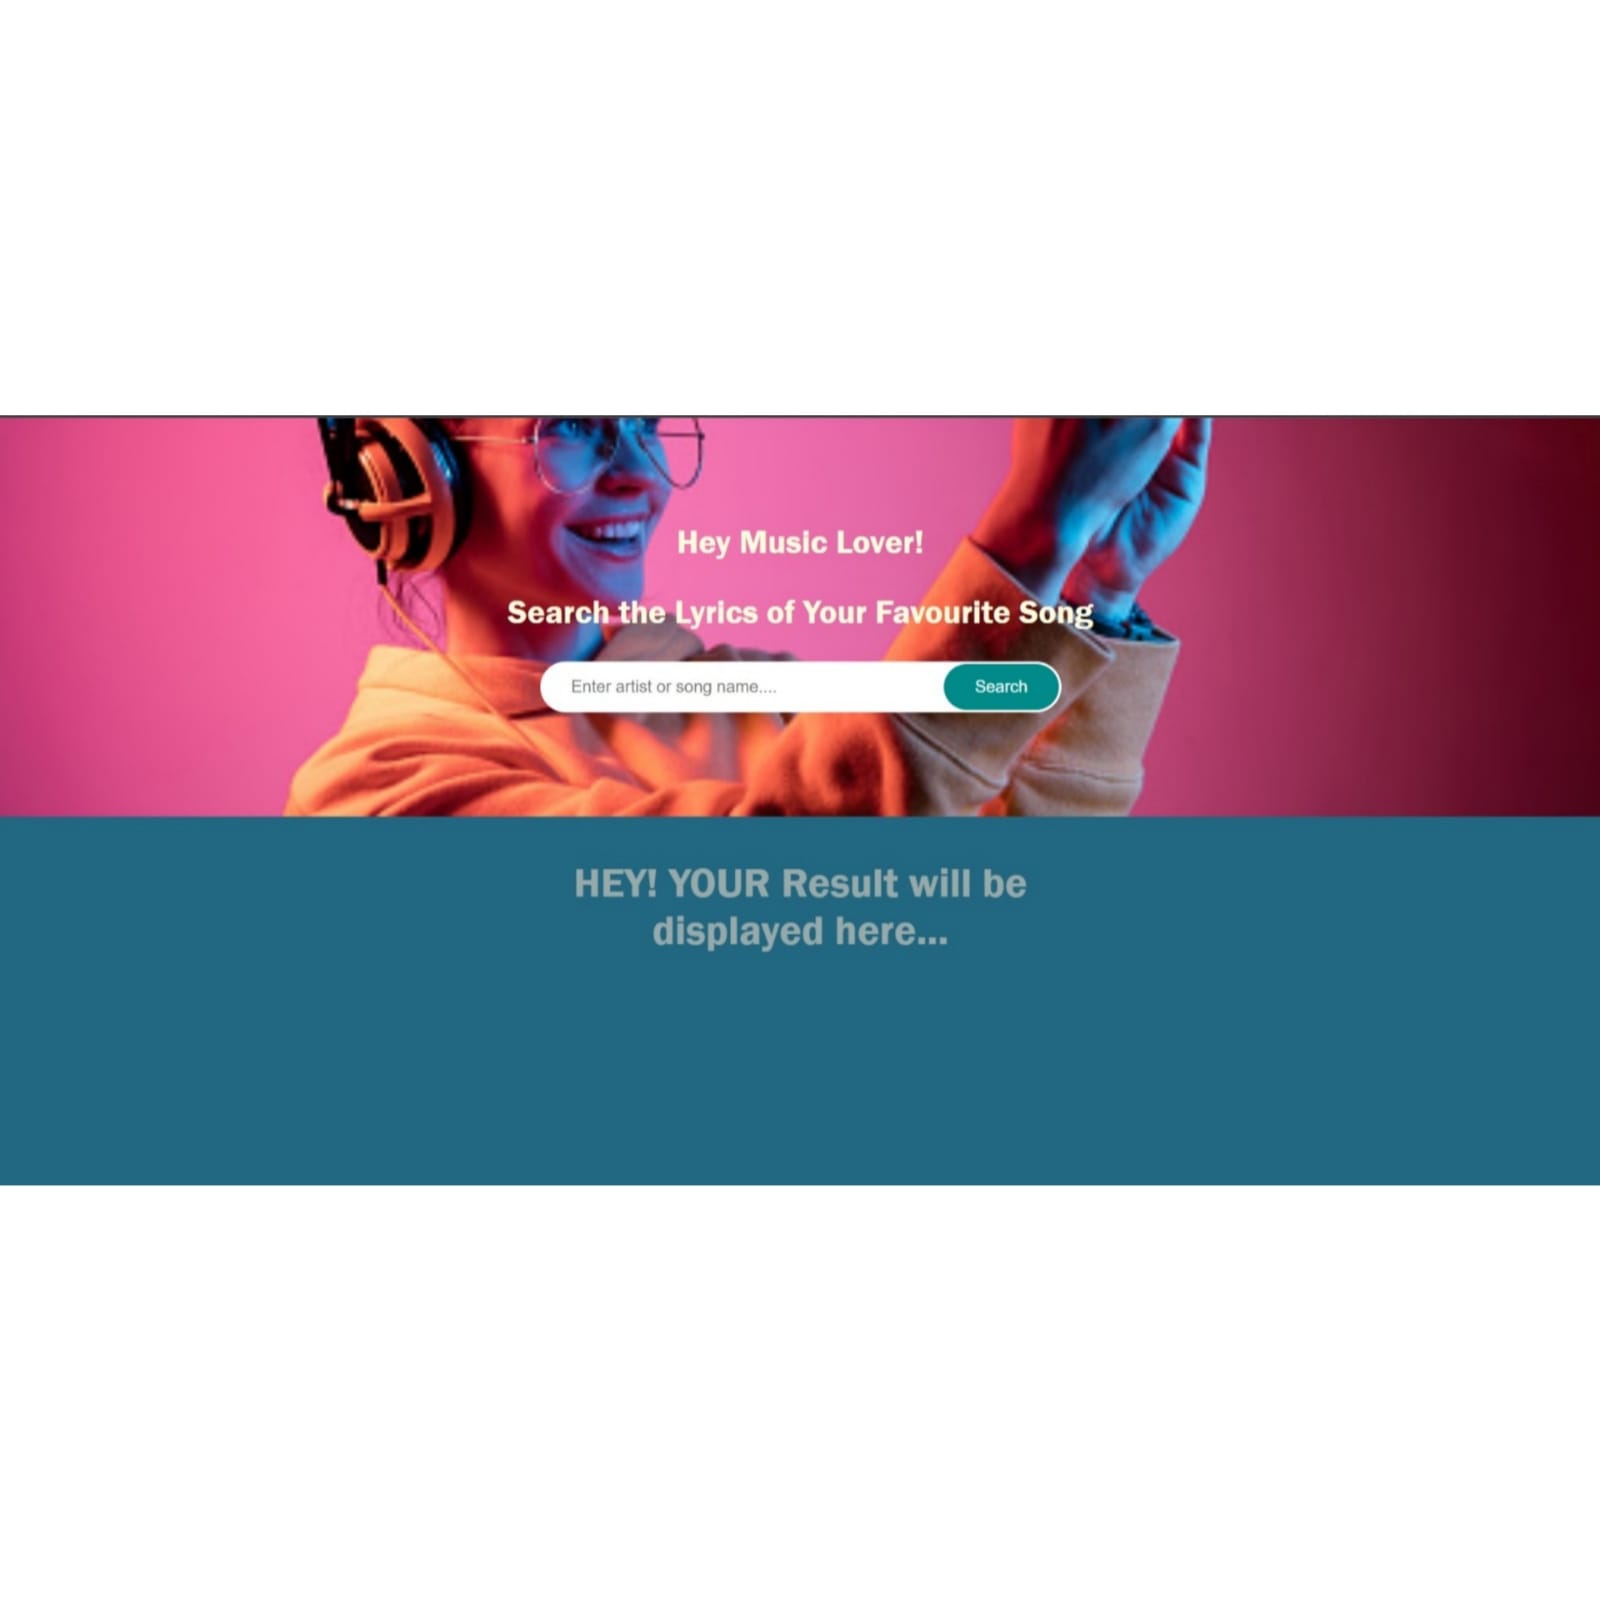 Hey Music Lover!
Search the Lyrics of Your Favourite Song
Enter artist or song name....
Search
HEY! YOUR Result will be
displayed here...